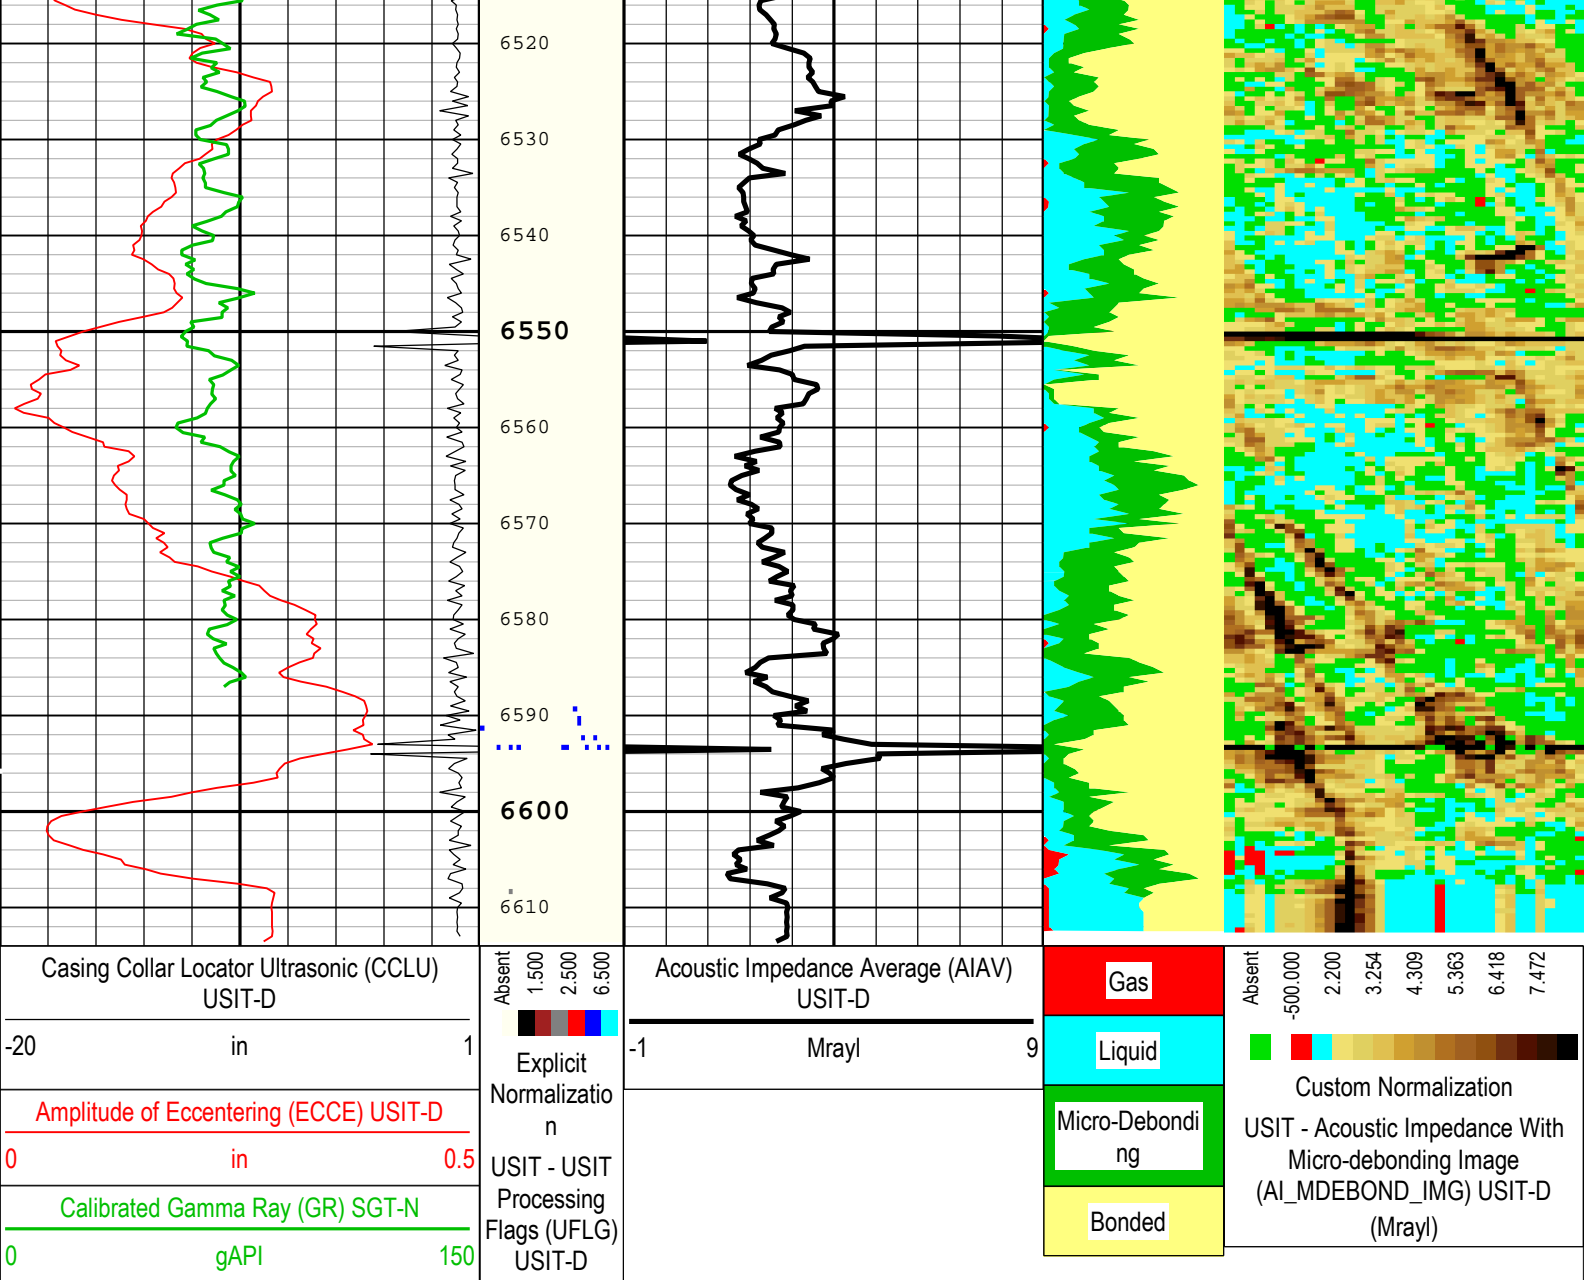 6520
6530
6540
6550
6560
6570
6580
6590
6600
6610
Casing Collar Locator Ultrasonic (CCLU)
USIT-D
-20 in 1
Amplitude of Eccentering (ECCE) USIT-D
0 in 0.5
Calibrated Gamma Ray (GR) SGT-N
0 gAPI 150
Absent
1.500
2.500
6.500
Explicit
Normalizatio
n
USIT - USIT
Processing
Flags (UFLG)
USIT-D
Acoustic Impedance Average (AIAV)
USIT-D
-1 Mrayl 9
Gas
Liquid
Micro-Debondi
ng
Bonded
Absent
-500.000
2.200
3.254
4.309
5.363
6.418
7.472
Custom Normalization
USIT - Acoustic Impedance With
Micro-debonding Image
(AI_MDEBOND_IMG) USIT-D
(Mrayl)